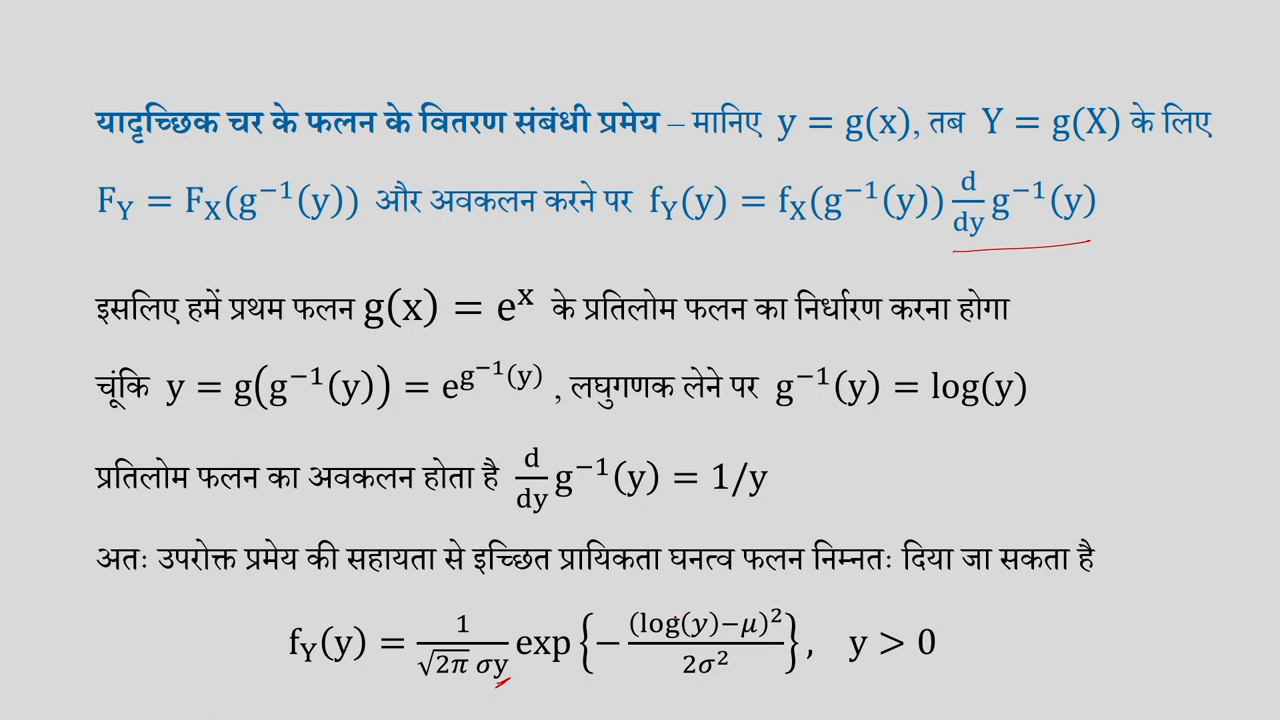 यादृच्छिक चर के फलन के वितरण संबंधी प्रमेय – मानिए y = g(x), तब Y = g(X) के लिए
F_Y = F_X(g⁻¹(y)) और अवकलन करने पर f_Y(y) = f_X(g⁻¹(y)) d/dy g⁻¹(y)
इसलिए हमें प्रथम फलन g(x) = eˣ के प्रतिलोम फलन का निर्धारण करना होगा
चूंकि y = g(g⁻¹(y)) = e^{g⁻¹(y)} , लघुगणक लेने पर g⁻¹(y) = log(y)
प्रतिलोम फलन का अवकलन होता है d/dy g⁻¹(y) = 1/y
अतः उपरोक्त प्रमेय की सहायता से इच्छित प्रायिकता घनत्व फलन निम्नतः दिया जा सकता है
f_Y(y) = 1/(√2π σy) exp{−(log(y)−μ)²/2σ²}, y > 0